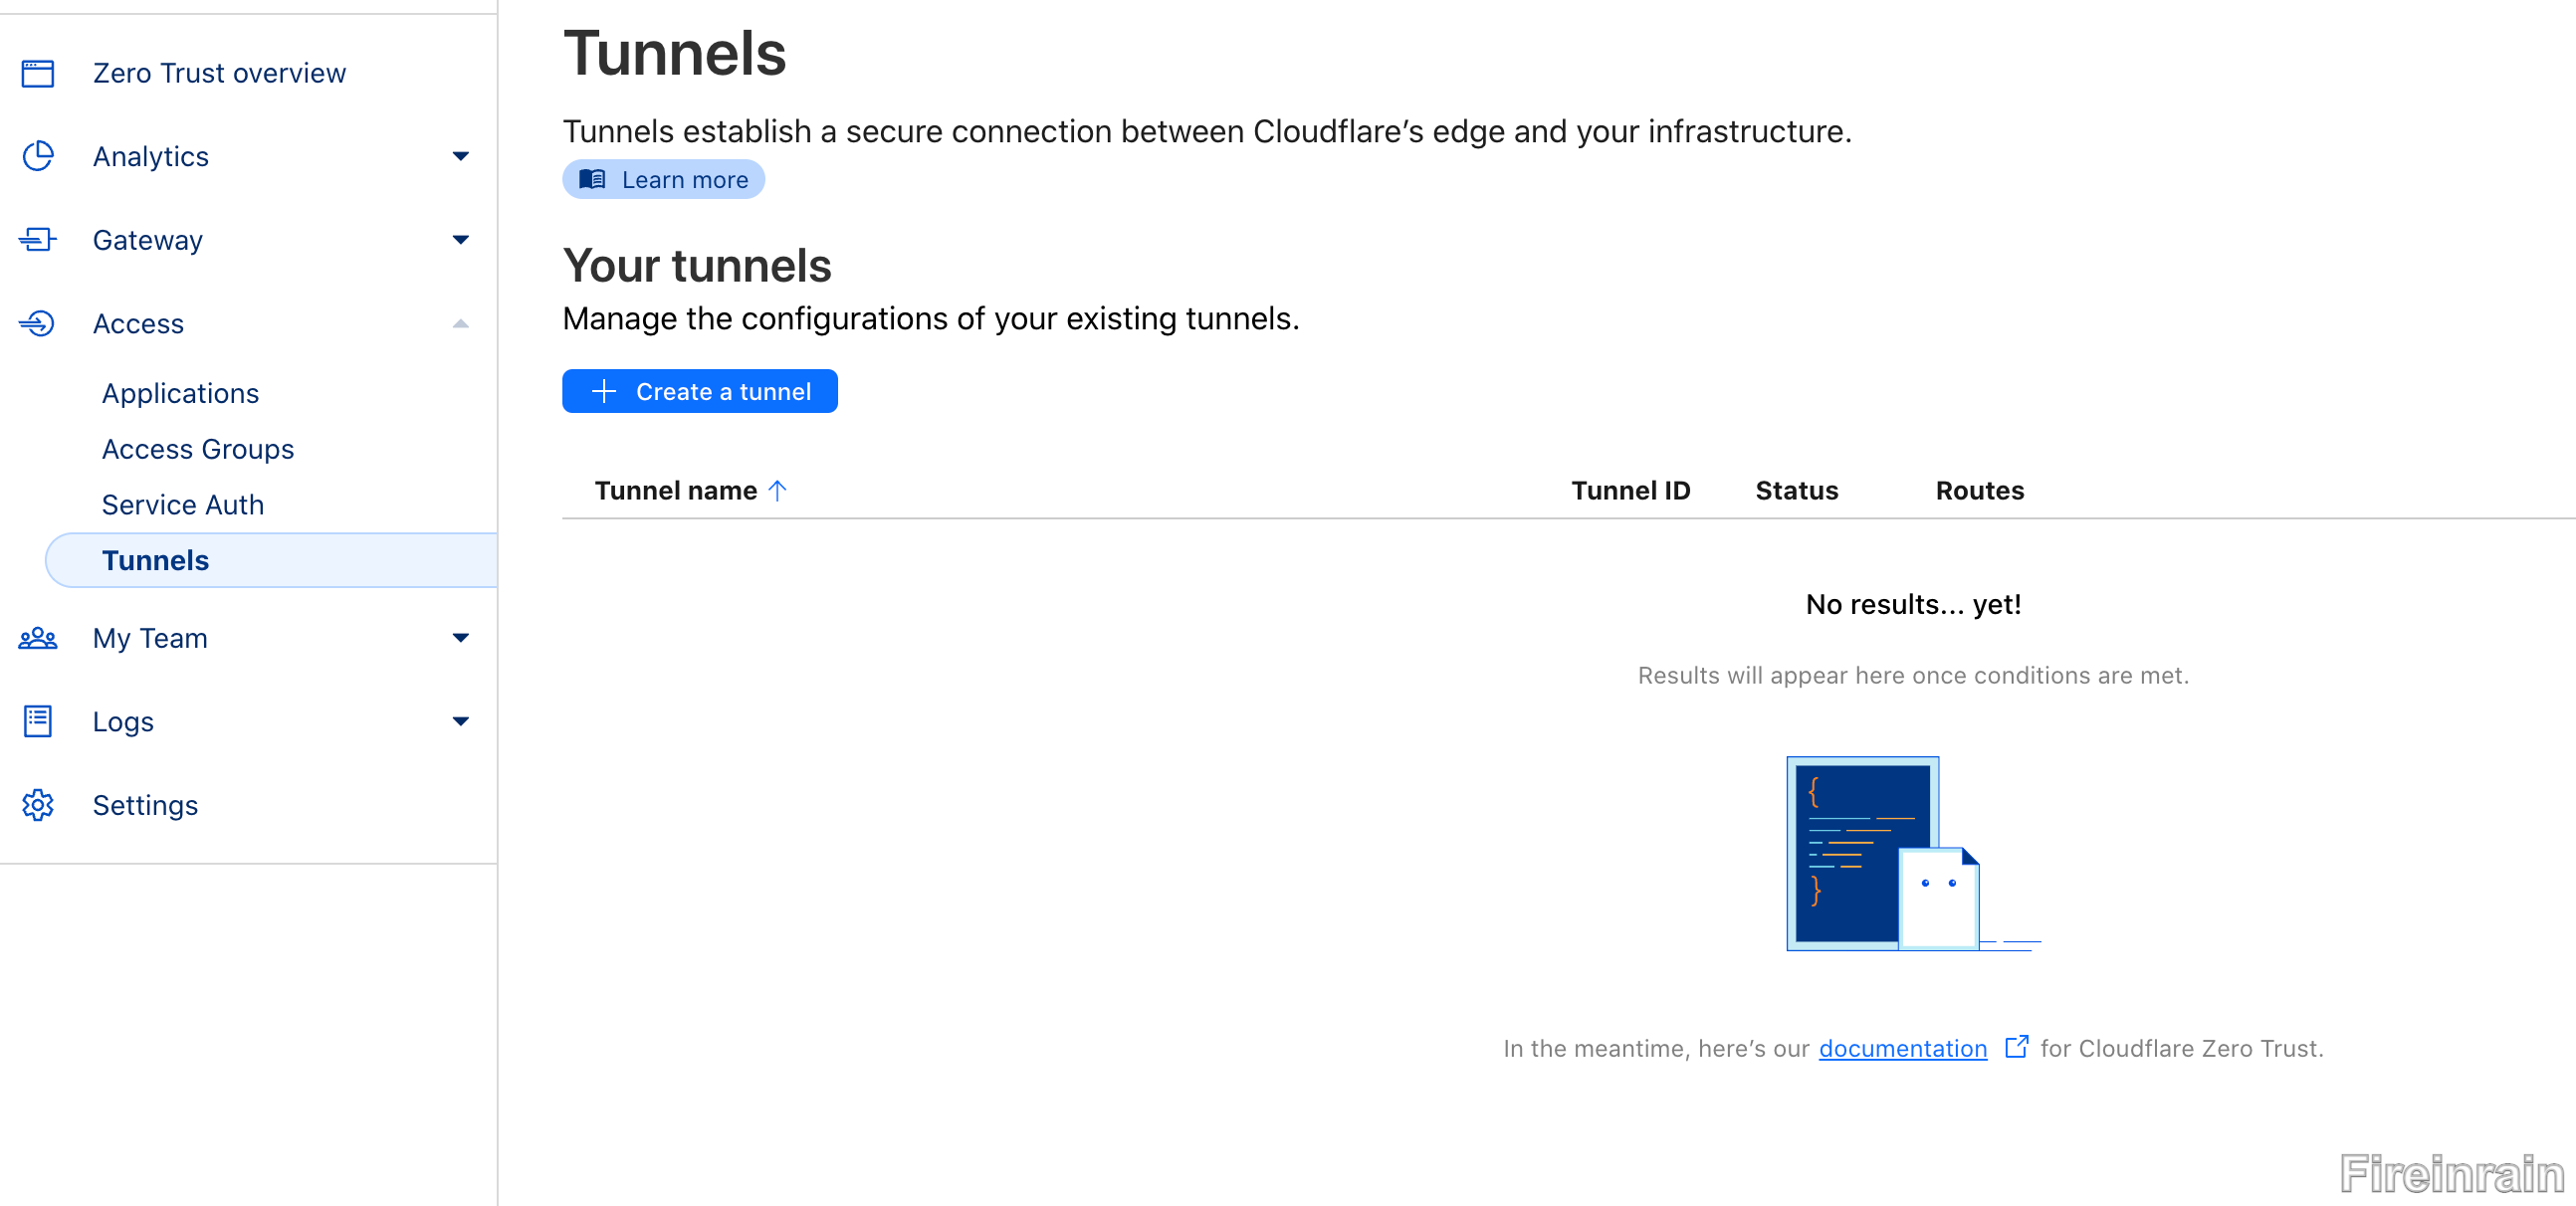 Zero Trust overview
Analytics
Gateway
Access
Applications
Access Groups
Service Auth
Tunnels
My Team
Logs
Settings
Tunnels
Tunnels establish a secure connection between Cloudflare’s edge and your infrastructure.
Learn more
Your tunnels
Manage the configurations of your existing tunnels.
Create a tunnel
Tunnel name Tunnel ID Status Routes
No results... yet!
Results will appear here once conditions are met.
{
}
In the meantime, here’s our documentation for Cloudflare Zero Trust.
Fireinrain